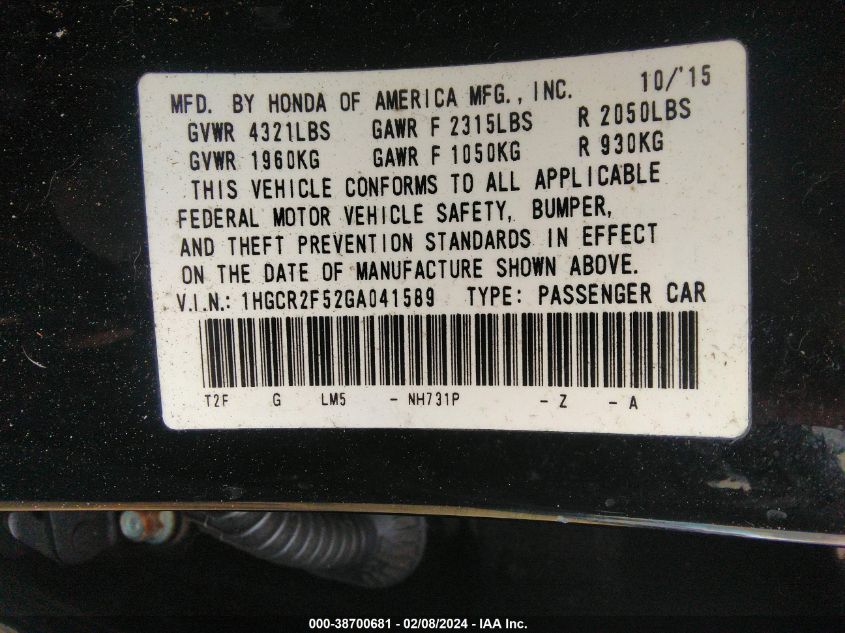 MFD. BY HONDA OF AMERICA MFG., INC. 10/'15
GVWR 4321LBS GAWR F 2315LBS R 2050LBS
GVWR 1960KG GAWR F 1050KG R 930KG
THIS VEHICLE CONFORMS TO ALL APPLICABLE
FEDERAL MOTOR VEHICLE SAFETY, BUMPER,
AND THEFT PREVENTION STANDARDS IN EFFECT
ON THE DATE OF MANUFACTURE SHOWN ABOVE.
V.I.N.: 1HGCR2F52GA041589 TYPE: PASSENGER CAR
T2F G LM5 - NH731P - Z - A
000-38700681 - 02/08/2024 - IAA Inc.